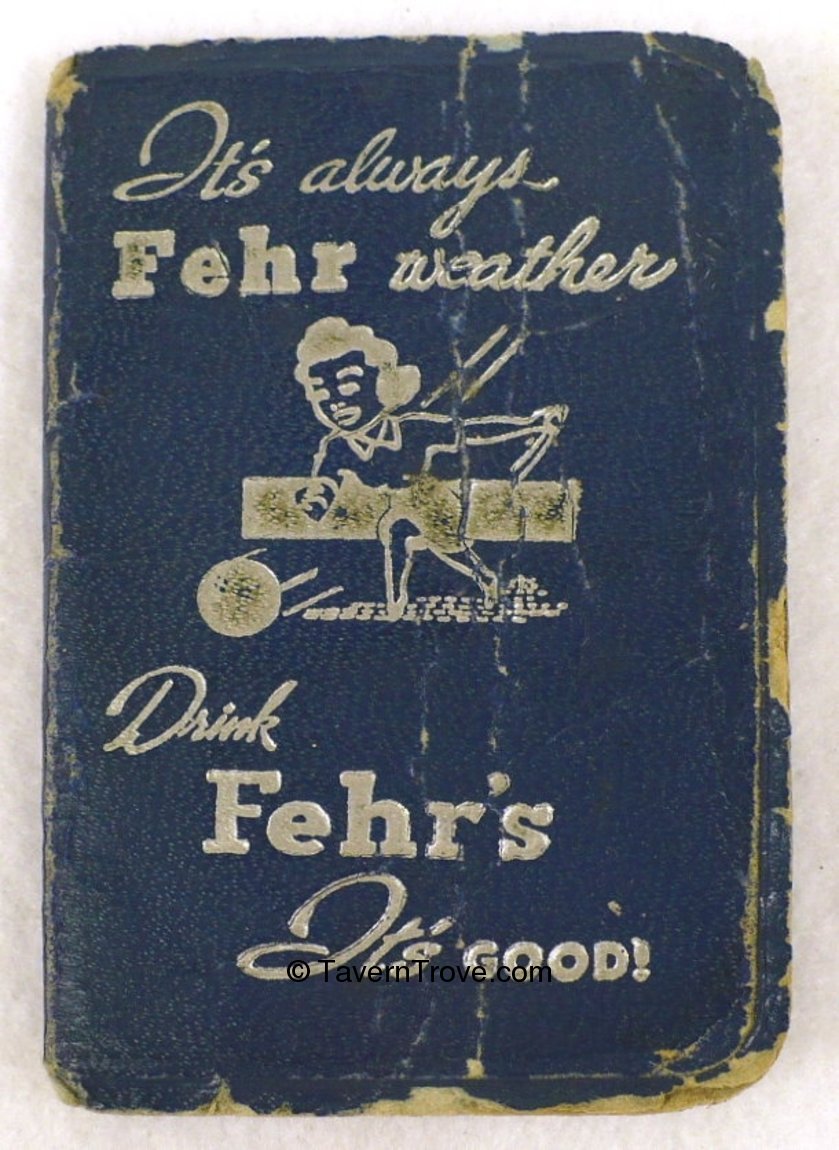 It's always
Fehr weather
Drink
Fehr's
It's GOOD!
© TavernTrove.com